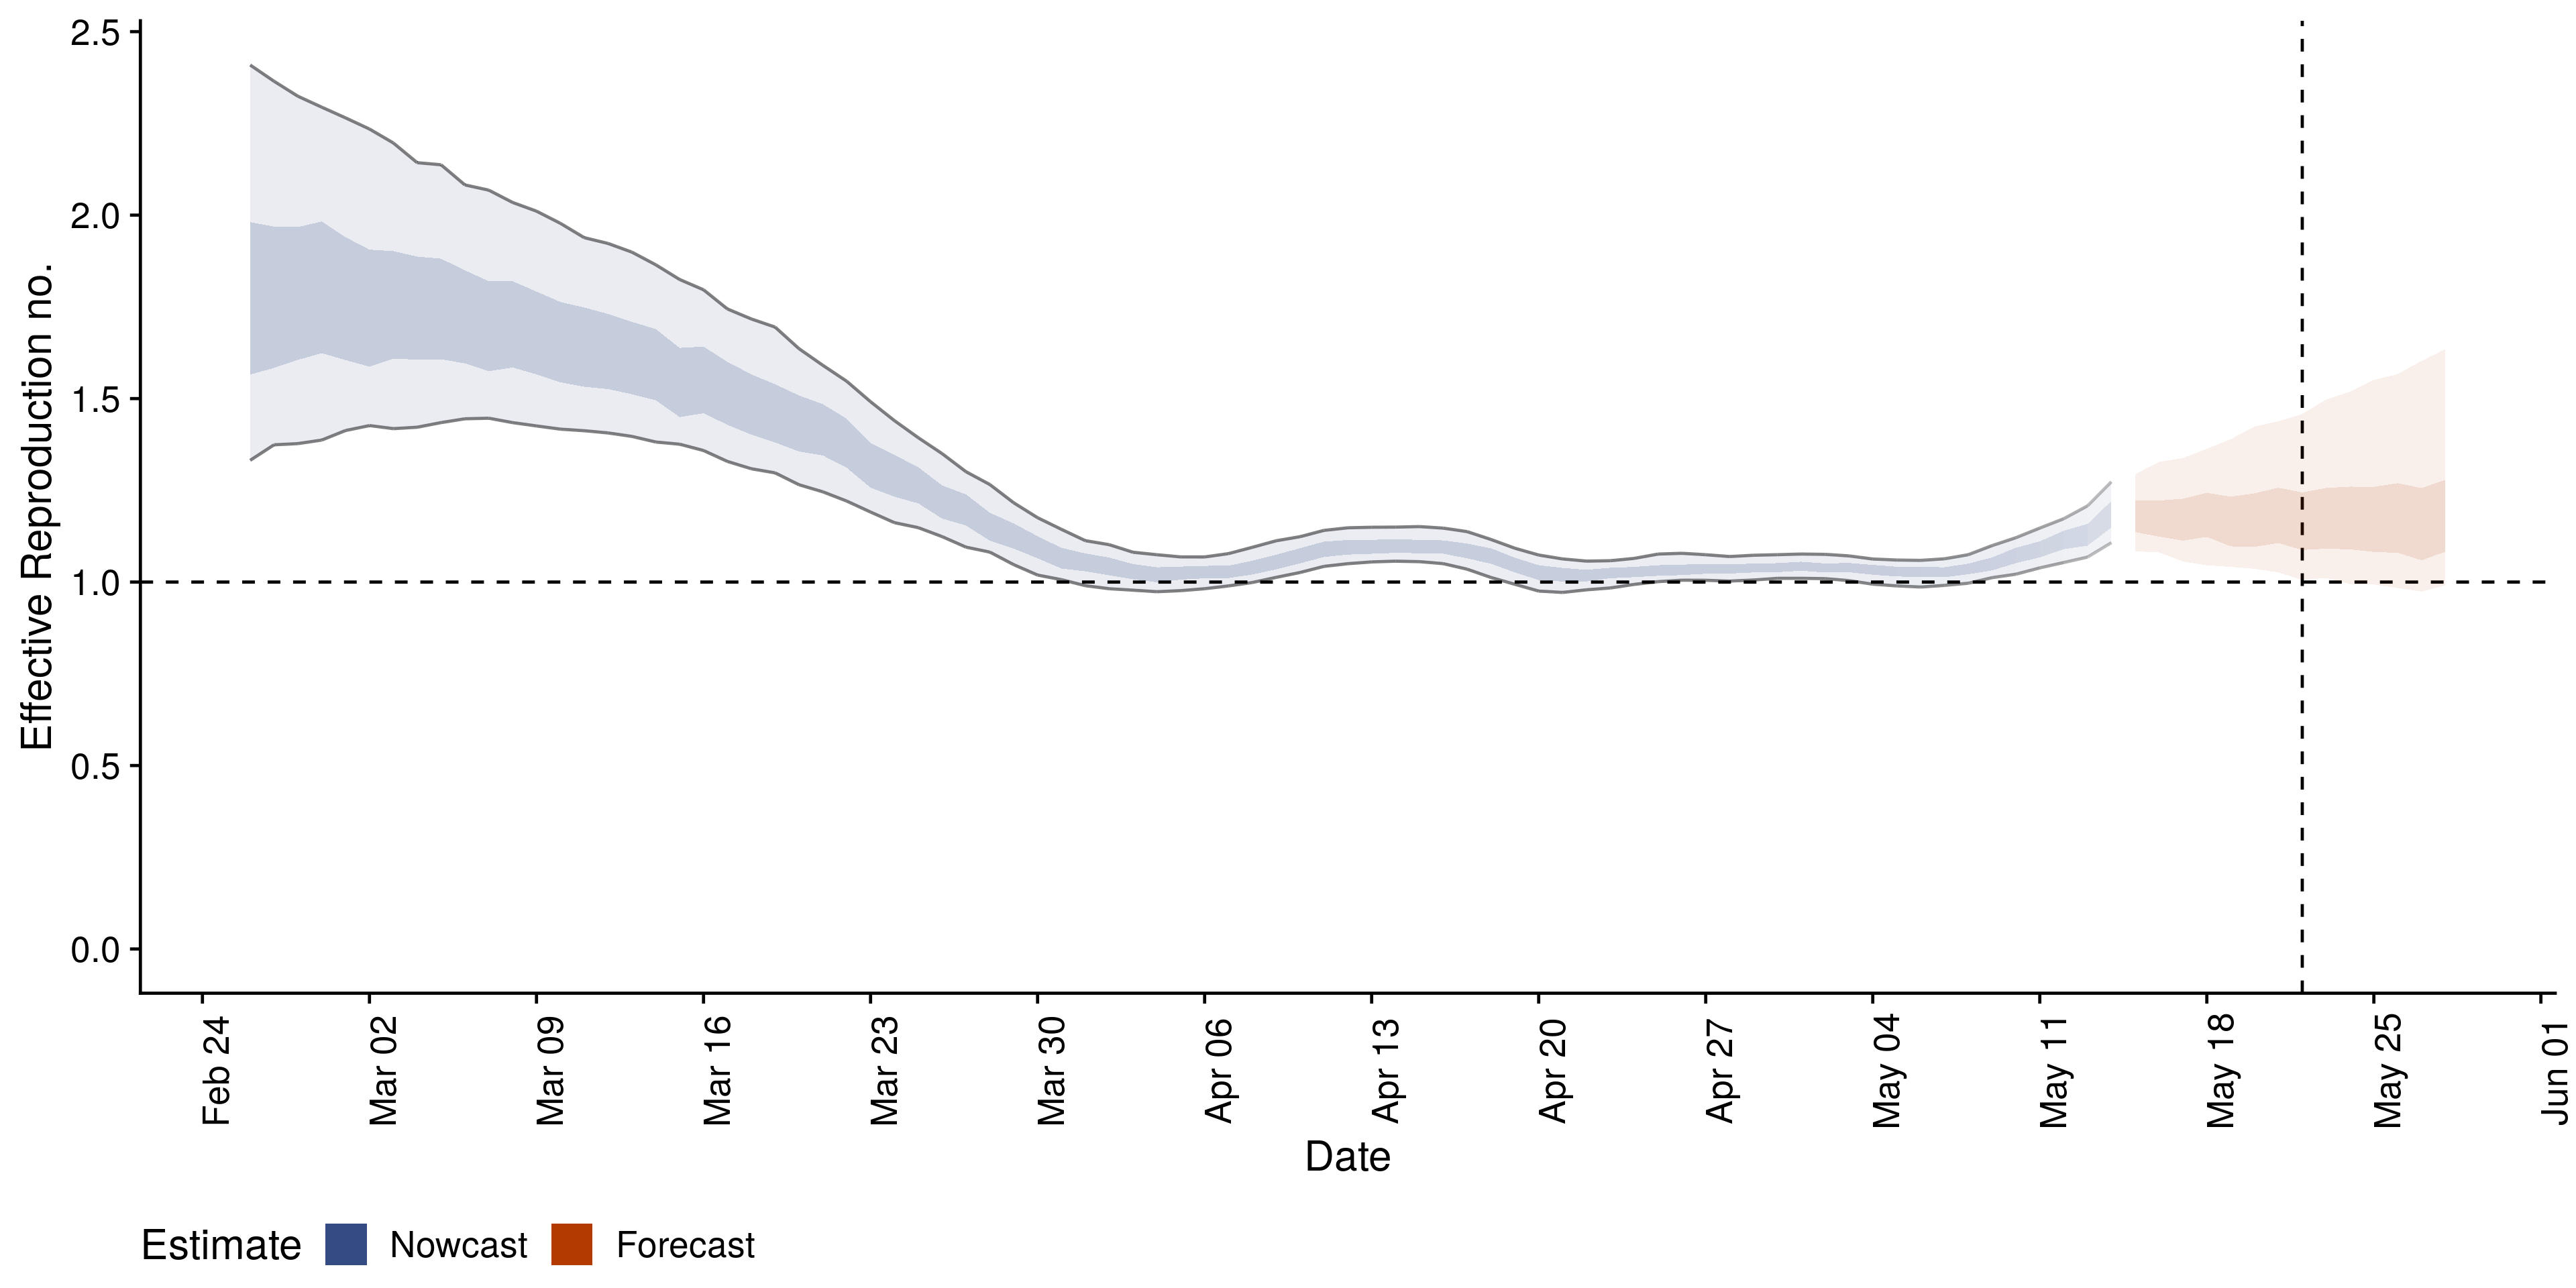 Effective Reproduction no.
2.5
2.0
1.5
1.0
0.5
0.0
Feb 24
Mar 02
Mar 09
Mar 16
Mar 23
Mar 30
Apr 06
Apr 13
Apr 20
Apr 27
May 04
May 11
May 18
May 25
Jun 01
Date
Estimate Nowcast Forecast